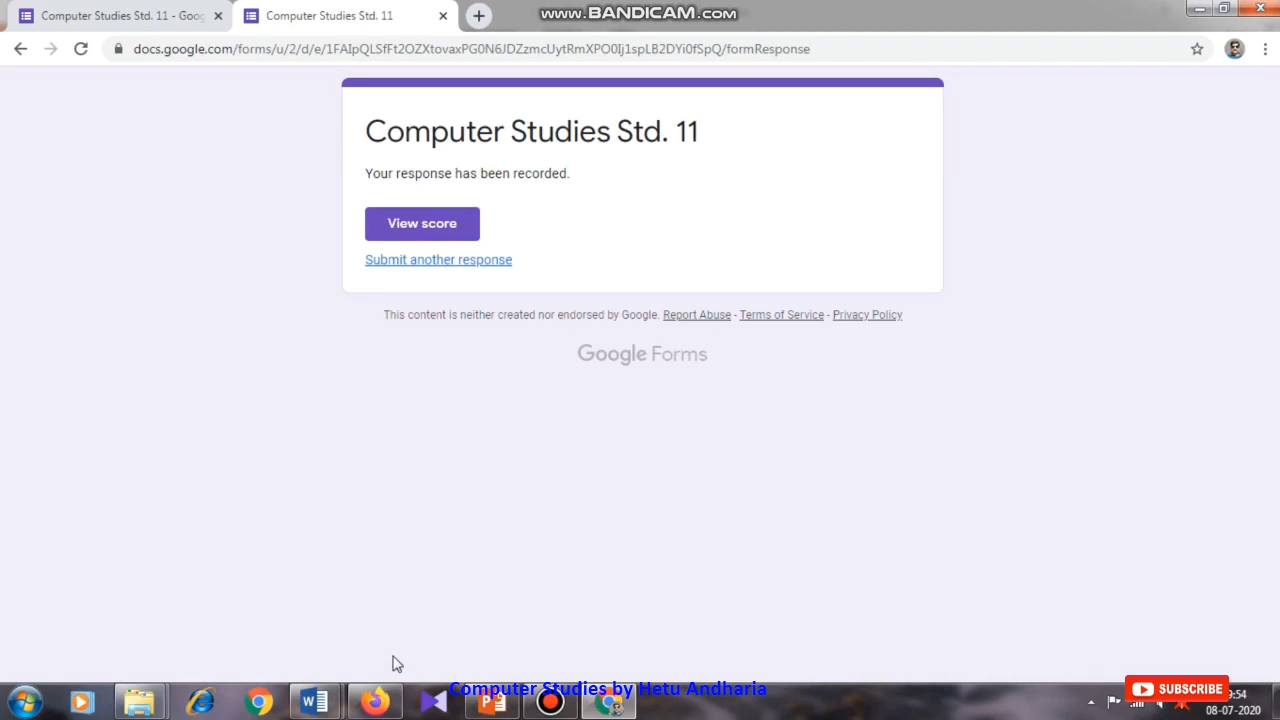 Computer Studies Std. 11 - Goog
Computer Studies Std. 11
www.BANDICAM.com
docs.google.com/forms/u/2/d/e/1FAIpQLSfFt2OZXtovaxPG0N6JDZzmcUytRmXPO0Ij1spLB2DYi0fSpQ/formResponse
Computer Studies Std. 11
Your response has been recorded.
View score
Submit another response
This content is neither created nor endorsed by Google. Report Abuse - Terms of Service - Privacy Policy
Google Forms
Computer Studies by Hetu Andharia
SUBSCRIBE
9:54
08-07-2020